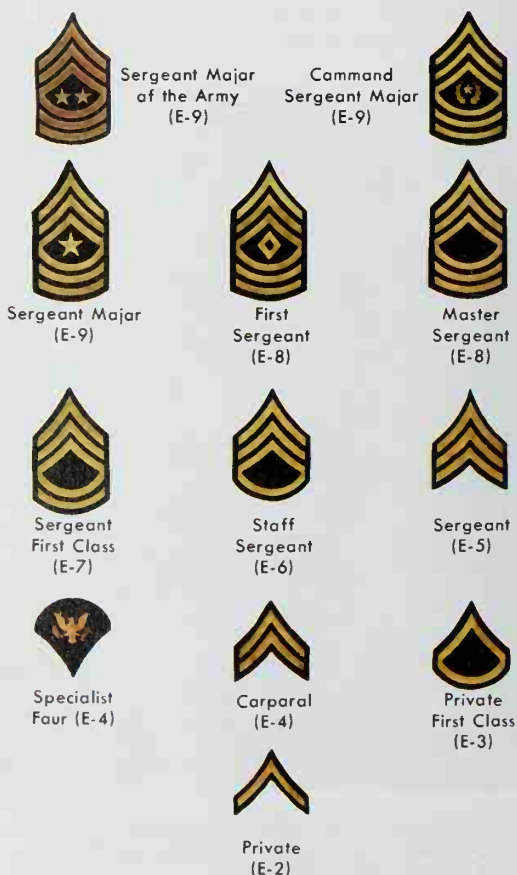 Sergeant Majar
af the Army
(E-9)
Cammand
Sergeant Majar
(E-9)
Sergeant Majar
(E-9)
First
Sergeant
(E-8)
Master
Sergeant
(E-8)
Sergeant
First Class
(E-7)
Staff
Sergeant
(E-6)
Sergeant
(E-5)
Specialist
Faur (E-4)
Carparal
(E-4)
Private
First Class
(E-3)
Private
(E-2)